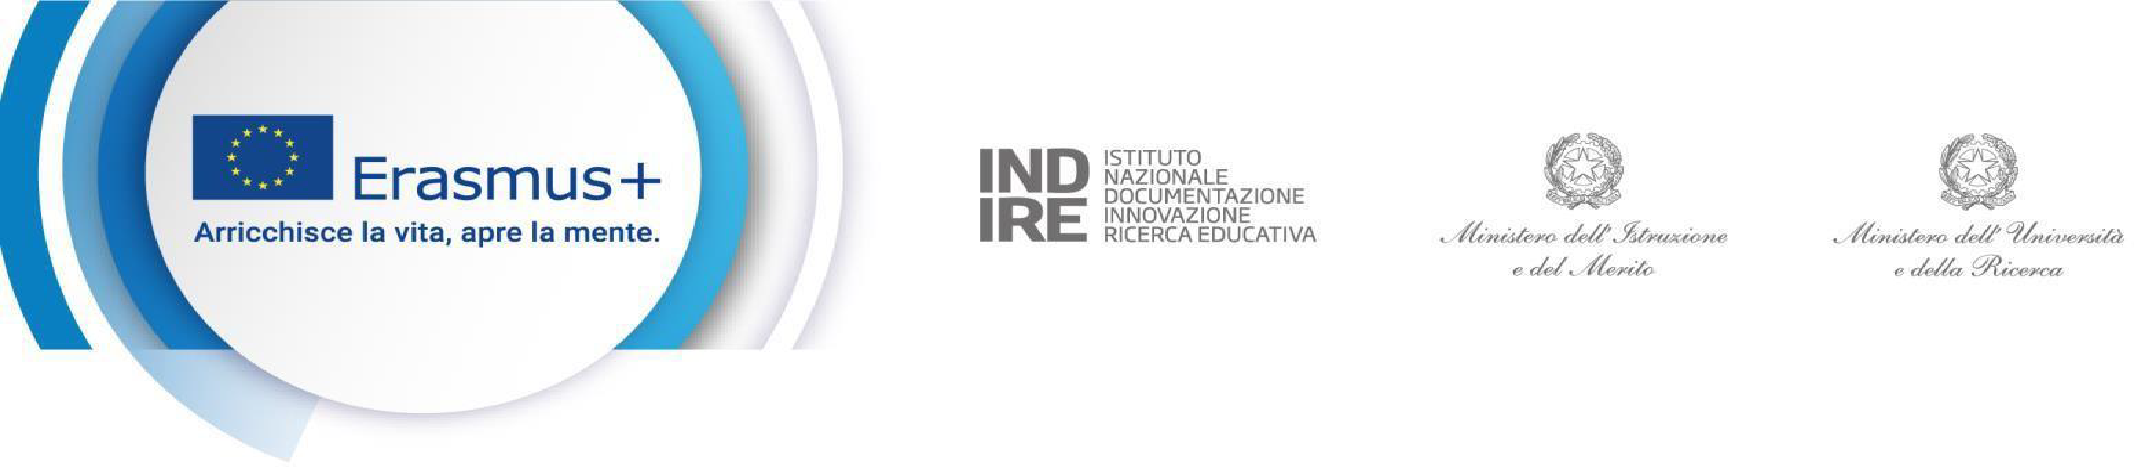 Erasmus+
Arricchisce la vita, apre la mente.
IND
IRE
ISTITUTO
NAZIONALE
DOCUMENTAZIONE
INNOVAZIONE
RICERCA EDUCATIVA
Ministero dell'Istruzione
e del Merito
Ministero dell'Università
e della Ricerca